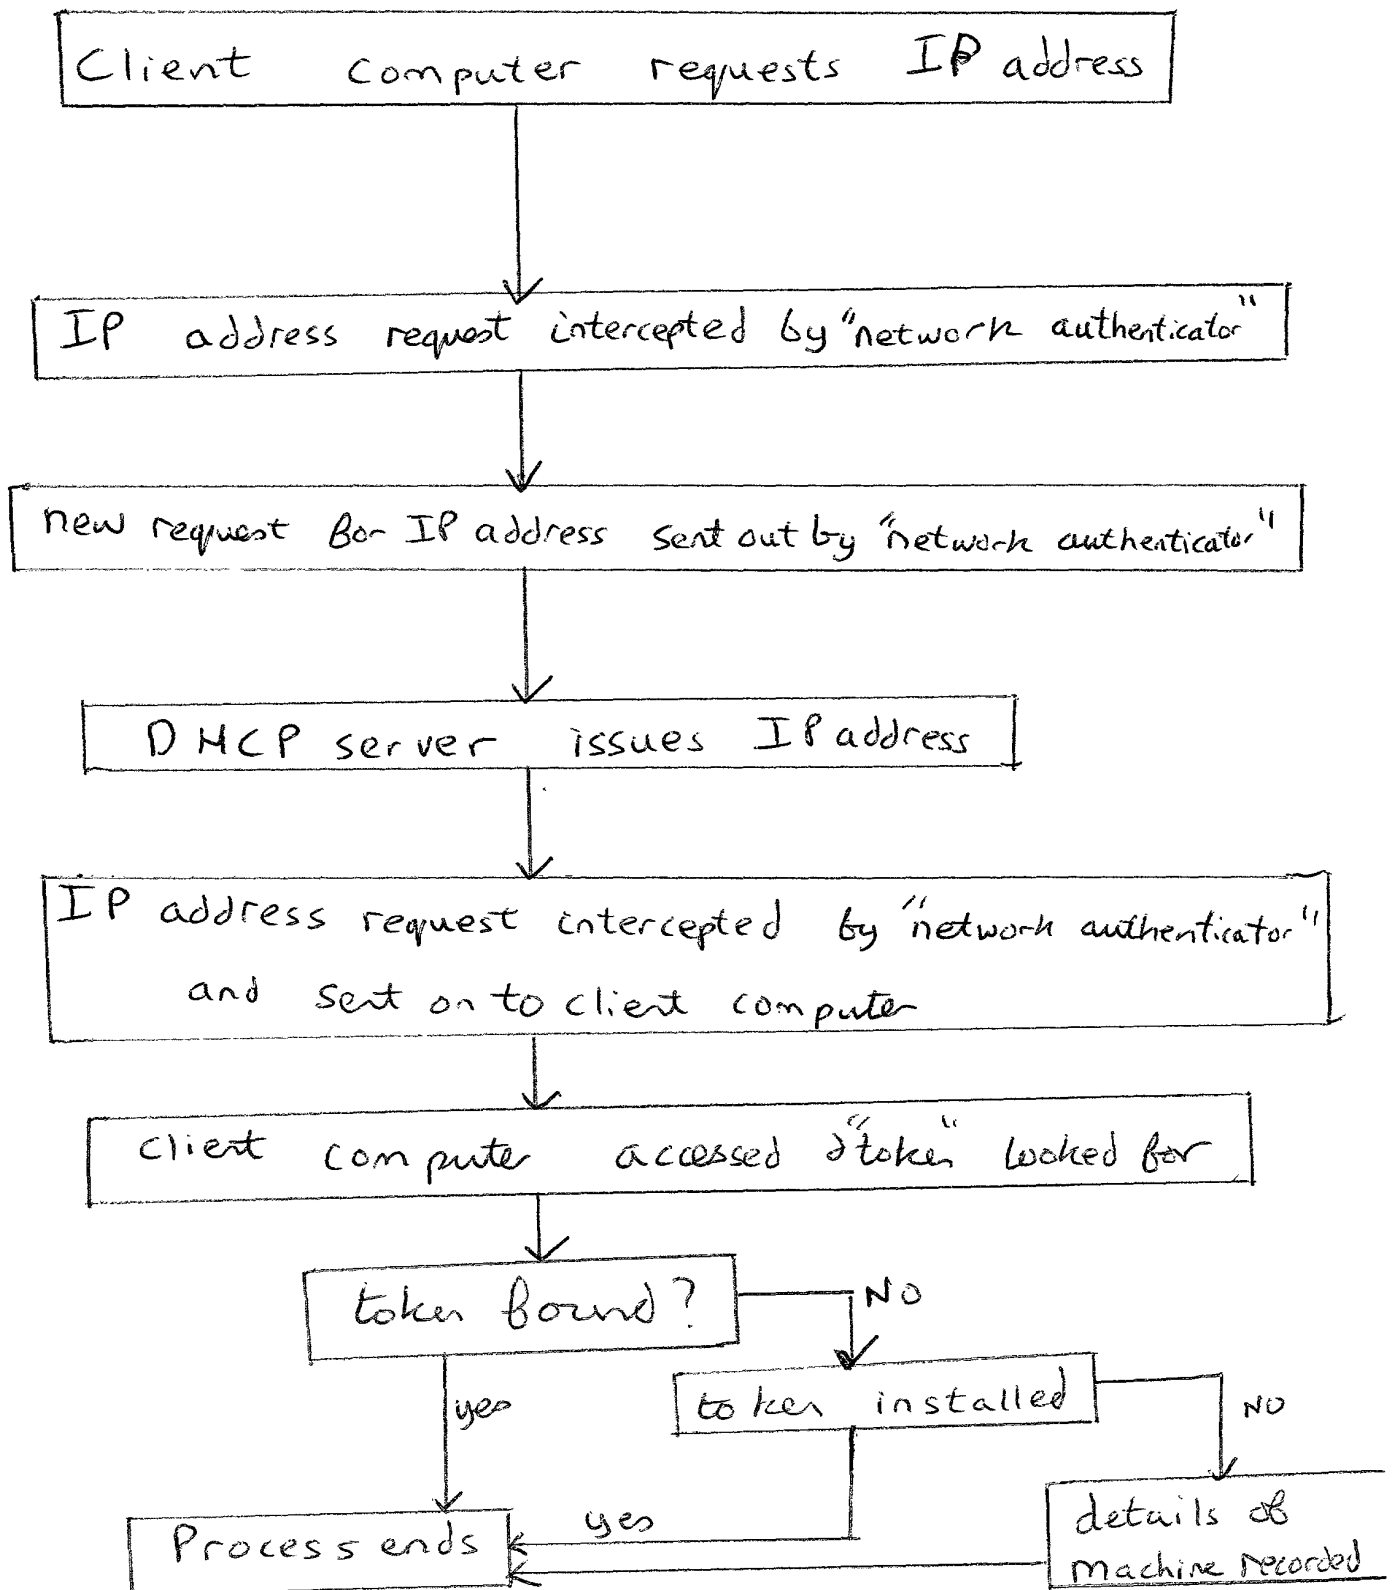 Client computer requests IP address
IP address request intercepted by "network authenticator"
new request for IP address sent out by "network authenticator"
DHCP server issues IP address
IP address request intercepted by "network authenticator"
and sent on to client computer
client computer accessed & "token" looked for
token found?
NO
yes
token installed
NO
Process ends
yes
details of
machine recorded